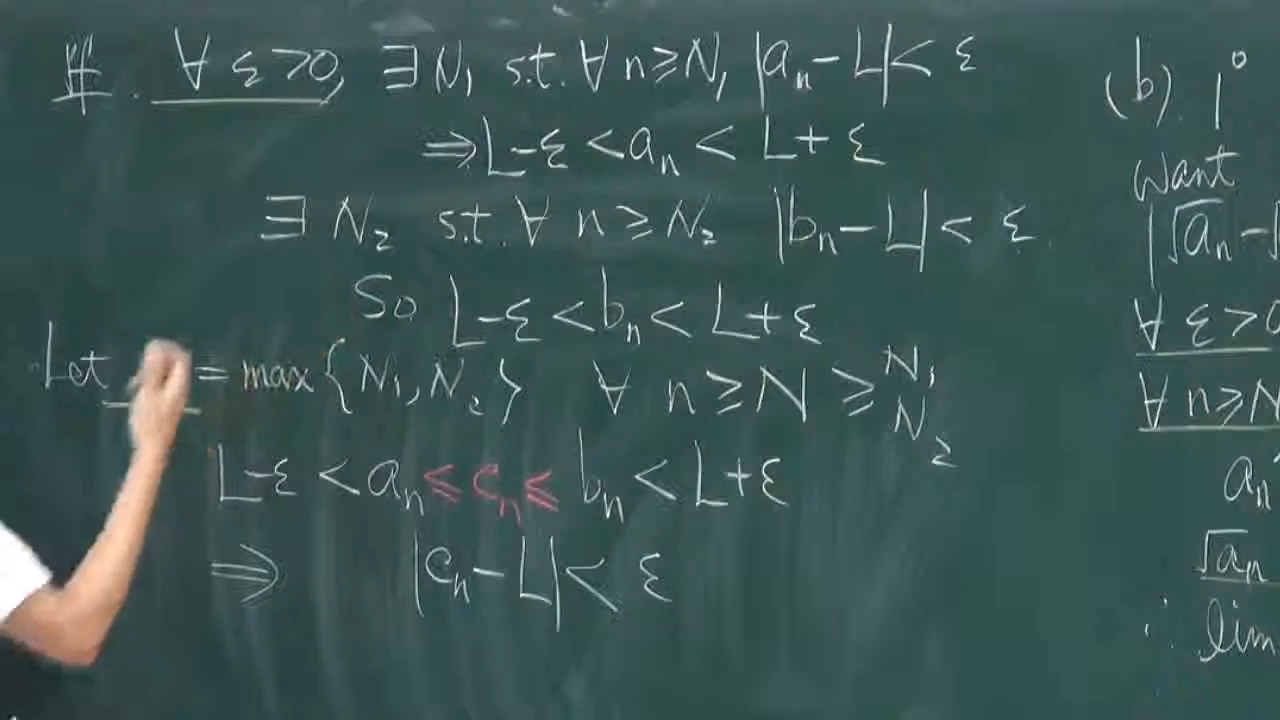 pf. ∀ ε>0, ∃ N₁ s.t. ∀ n≥N₁ |aₙ-L|< ε
⇒ L-ε < aₙ < L+ε
∃ N₂ s.t. ∀ n≥N₂ |bₙ-L| < ε.
So L-ε < bₙ < L+ε
Let = max{N₁, N₂} ∀ n≥N ≥ N₁ N₂
L-ε < aₙ ≤ cₙ ≤ bₙ < L+ε
⇒ |cₙ-L| < ε
(b). 1°
want
|√aₙ - √
∀ ε>0
∀ n≥N
aₙ
√aₙ
∴ lim